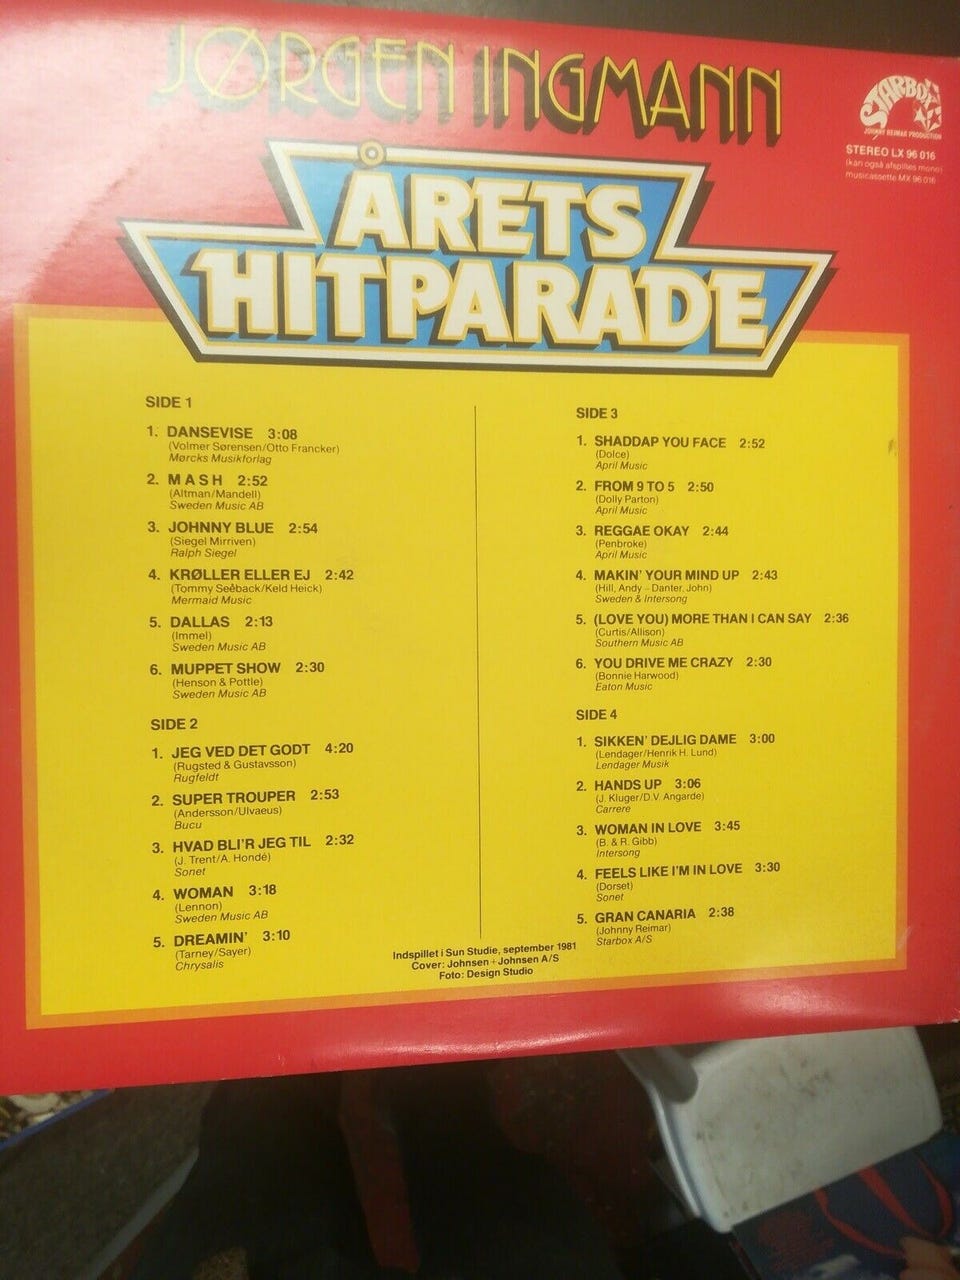 JØRGEN INGMANN
STARBOX
JOHNNY REIMAR PRODUCTION
STEREO LX 96 016
(kan også afspilles mono)
musicassette MX 96 016
ÅRETS
HITPARADE
SIDE 1
1. DANSEVISE 3:08
(Volmer Sørensen/Otto Francker)
Mørcks Musikforlag
2. M A S H 2:52
(Altman/Mandell)
Sweden Music AB
3. JOHNNY BLUE 2:54
(Siegel Mirriven)
Ralph Siegel
4. KRØLLER ELLER EJ 2:42
(Tommy Seebäck/Keld Heick)
Mermaid Music
5. DALLAS 2:13
(Immel)
Sweden Music AB
6. MUPPET SHOW 2:30
(Henson & Pottle)
Sweden Music AB
SIDE 2
1. JEG VED DET GODT 4:20
(Rugsted & Gustavsson)
Rugfeldt
2. SUPER TROUPER 2:53
(Andersson/Ulvaeus)
Bucu
3. HVAD BLI'R JEG TIL 2:32
(J. Trent/A. Hondé)
Sonet
4. WOMAN 3:18
(Lennon)
Sweden Music AB
5. DREAMIN' 3:10
(Tarney/Sayer)
Chrysalis
SIDE 3
1. SHADDAP YOU FACE 2:52
(Dolce)
April Music
2. FROM 9 TO 5 2:50
(Dolly Parton)
April Music
3. REGGAE OKAY 2:44
(Penbroke)
April Music
4. MAKIN' YOUR MIND UP 2:43
(Hill, Andy - Danter, John)
Sweden & Intersong
5. (LOVE YOU) MORE THAN I CAN SAY 2:36
(Curtis/Allison)
Southern Music AB
6. YOU DRIVE ME CRAZY 2:30
(Bonnie Harwood)
Eaton Music
SIDE 4
1. SIKKEN' DEJLIG DAME 3:00
(Lendager/Henrik H. Lund)
Lendager Musik
2. HANDS UP 3:06
(J. Kluger/D.V. Angarde)
Carrere
3. WOMAN IN LOVE 3:45
(B. & R. Gibb)
Intersong
4. FEELS LIKE I'M IN LOVE 3:30
(Dorset)
Sonet
5. GRAN CANARIA 2:38
(Johnny Reimar)
Starbox A/S
Indspillet i Sun Studie, september 1981
Cover: Johnsen + Johnsen A/S
Foto: Design Studio